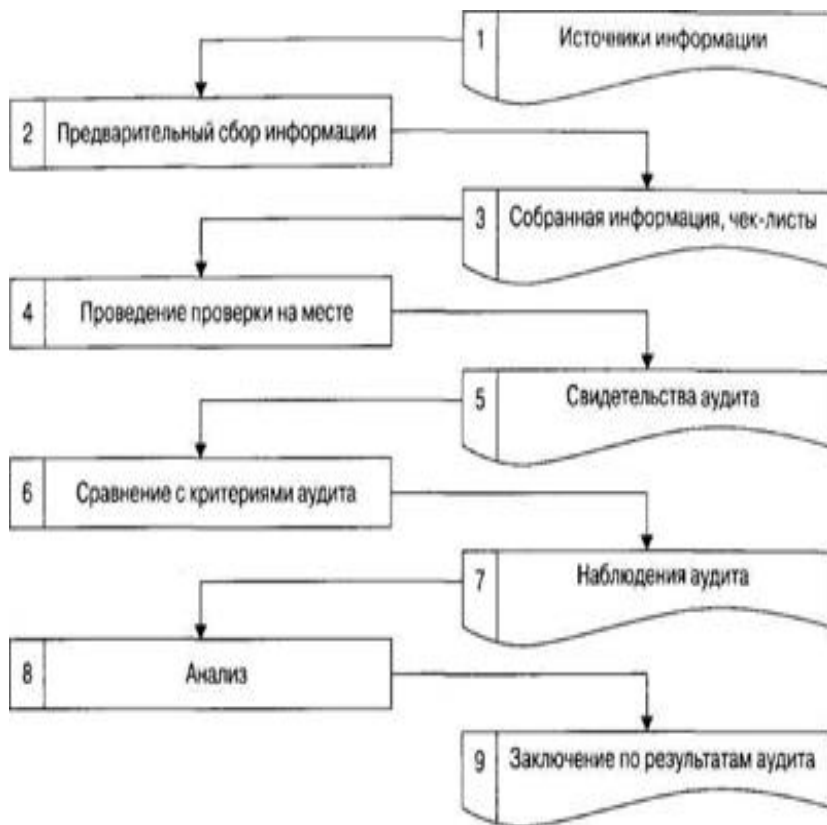 1 Источники информации
2 Предварительный сбор информации
3 Собранная информация, чек-листы
4 Проведение проверки на месте
5 Свидетельства аудита
6 Сравнение с критериями аудита
7 Наблюдения аудита
8 Анализ
9 Заключение по результатам аудита